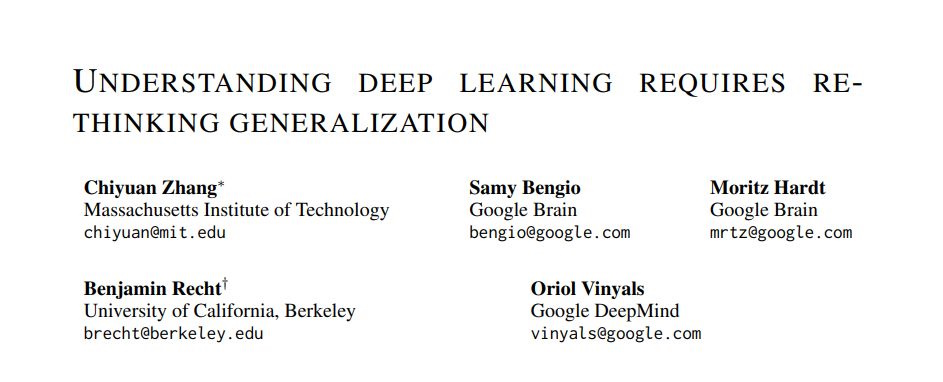 UNDERSTANDING DEEP LEARNING REQUIRES RE-
THINKING GENERALIZATION
Chiyuan Zhang*
Massachusetts Institute of Technology
chiyuan@mit.edu
Samy Bengio
Google Brain
bengio@google.com
Moritz Hardt
Google Brain
mrtz@google.com
Benjamin Recht†
University of California, Berkeley
brecht@berkeley.edu
Oriol Vinyals
Google DeepMind
vinyals@google.com